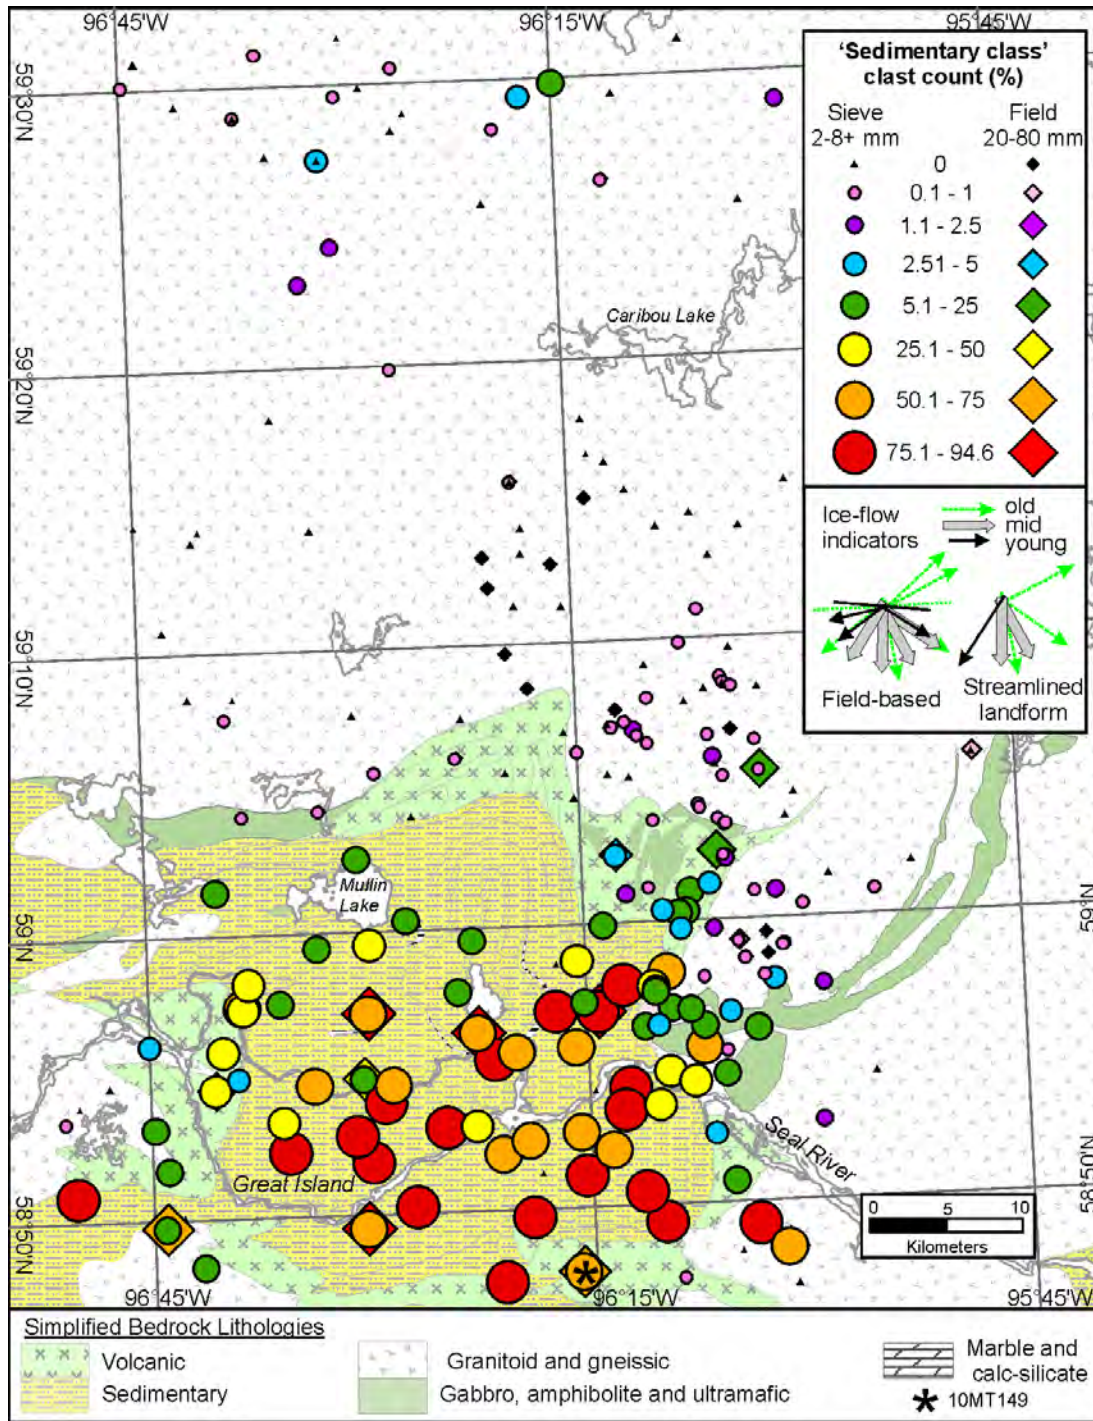 96°45'W
96°15'W
95°45'W
59°30'N
'Sedimentary class'
clast count (%)
Sieve
2-8+ mm
Field
20-80 mm
0
0.1 - 1
1.1 - 2.5
2.51 - 5
5.1 - 25
25.1 - 50
50.1 - 75
75.1 - 94.6
Caribou Lake
59°20'N
Ice-flow
indicators
old
mid
young
Field-based
Streamlined
landform
59°10'N
Mullin
Lake
59°N
59°N
Seal River
Great Island
58°50'N
58°50'N
0 5 10
Kilometers
96°45'W
96°15'W
95°45'W
Simplified Bedrock Lithologies
Volcanic
Sedimentary
Granitoid and gneissic
Gabbro, amphibolite and ultramafic
Marble and
calc-silicate
10MT149